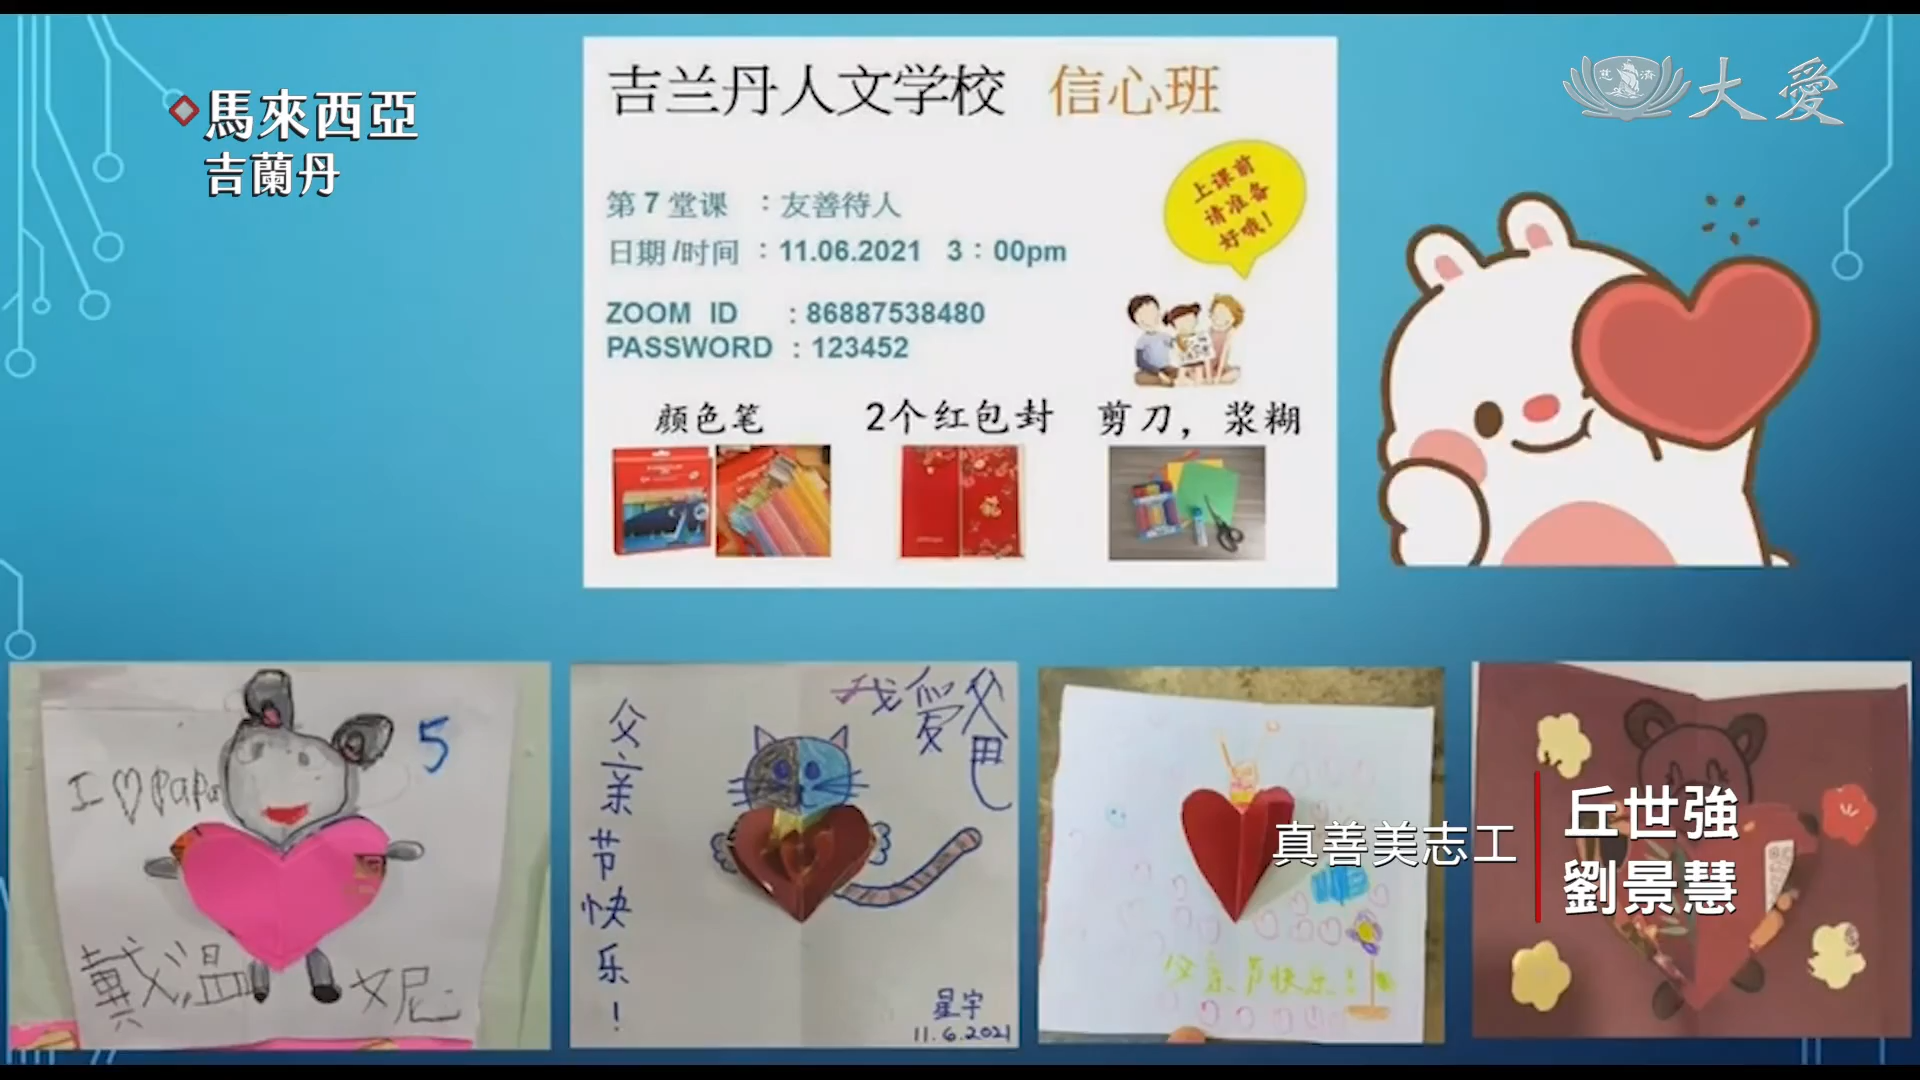 馬來西亞
吉蘭丹
慈濟
大愛
吉兰丹人文学校 信心班
第 7 堂课 ：友善待人
日期/时间 ：11.06.2021 3：00pm
ZOOM ID : 86887538480
PASSWORD : 123452
上课前
请准备
好哦!
颜色笔
2个红包封
剪刀，浆糊
I ♡ PaPa
5
戴温妮
父亲节快乐！
我爱爸
星宇
11.6.2021
父亲节快乐！
真善美志工
丘世強
劉景慧